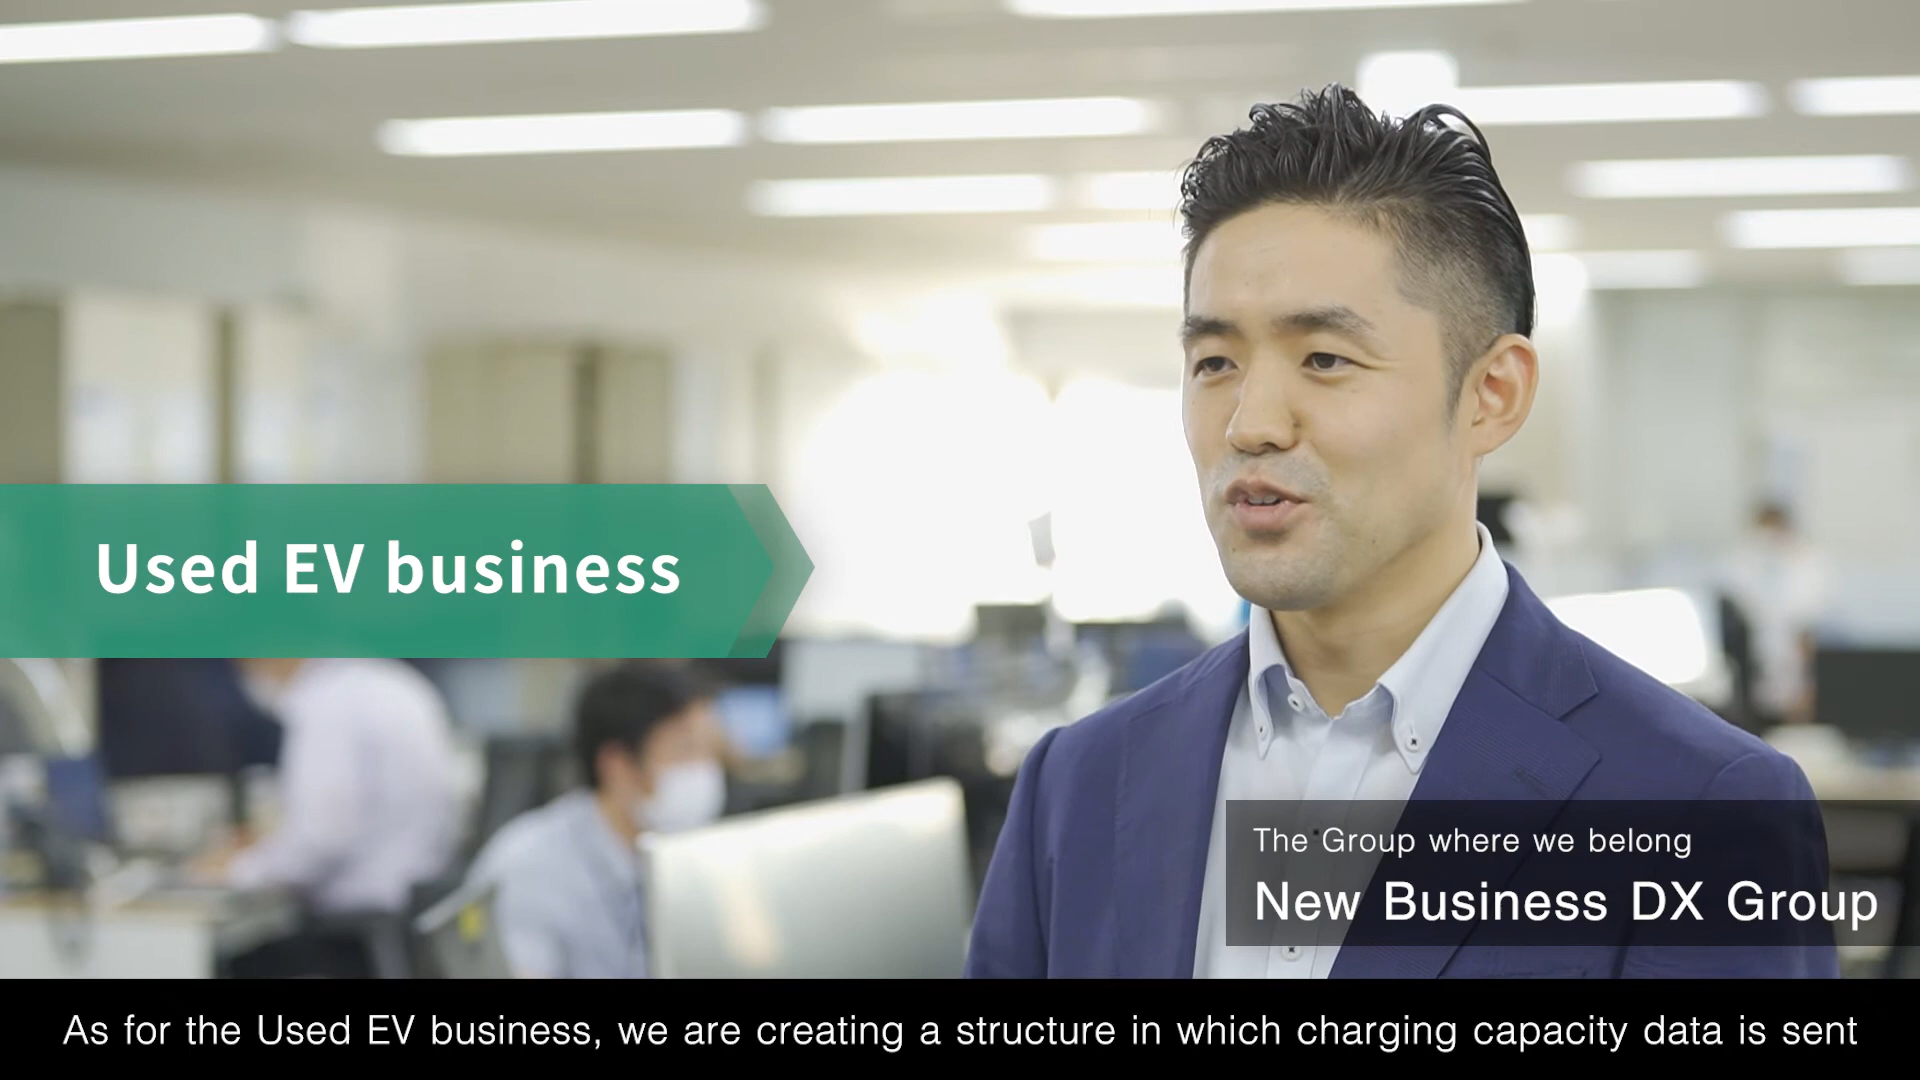 Used EV business
The Group where we belong
New Business DX Group
As for the Used EV business, we are creating a structure in which charging capacity data is sent